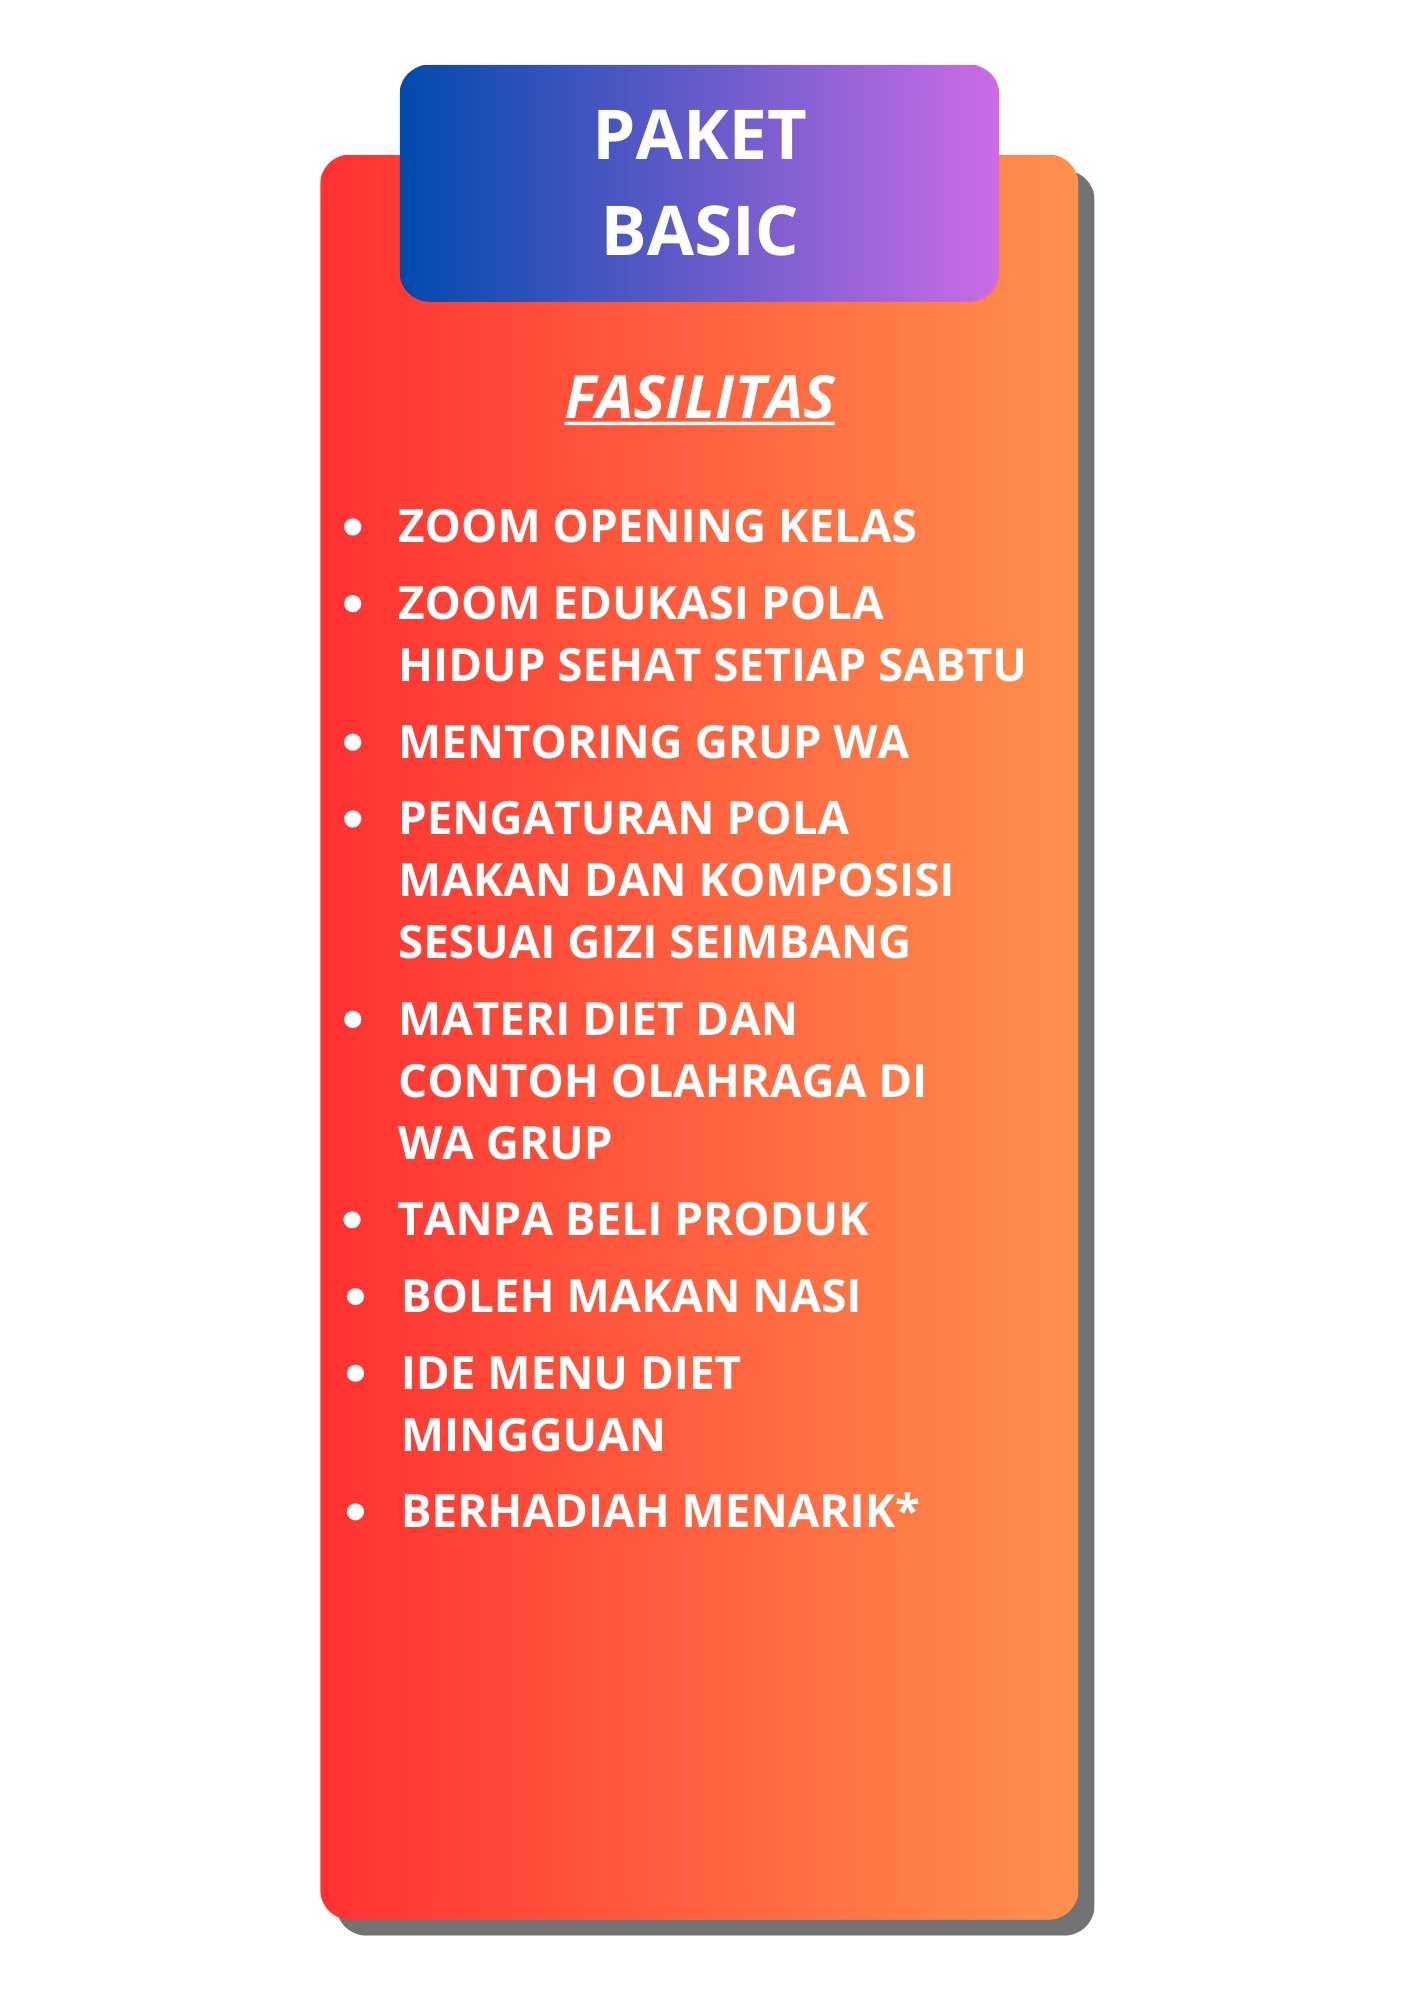 PAKET
BASIC
FASILITAS
• ZOOM OPENING KELAS
• ZOOM EDUKASI POLA
HIDUP SEHAT SETIAP SABTU
• MENTORING GRUP WA
• PENGATURAN POLA
MAKAN DAN KOMPOSISI
SESUAI GIZI SEIMBANG
• MATERI DIET DAN
CONTOH OLAHRAGA DI
WA GRUP
• TANPA BELI PRODUK
• BOLEH MAKAN NASI
• IDE MENU DIET
MINGGUAN
• BERHADIAH MENARIK*